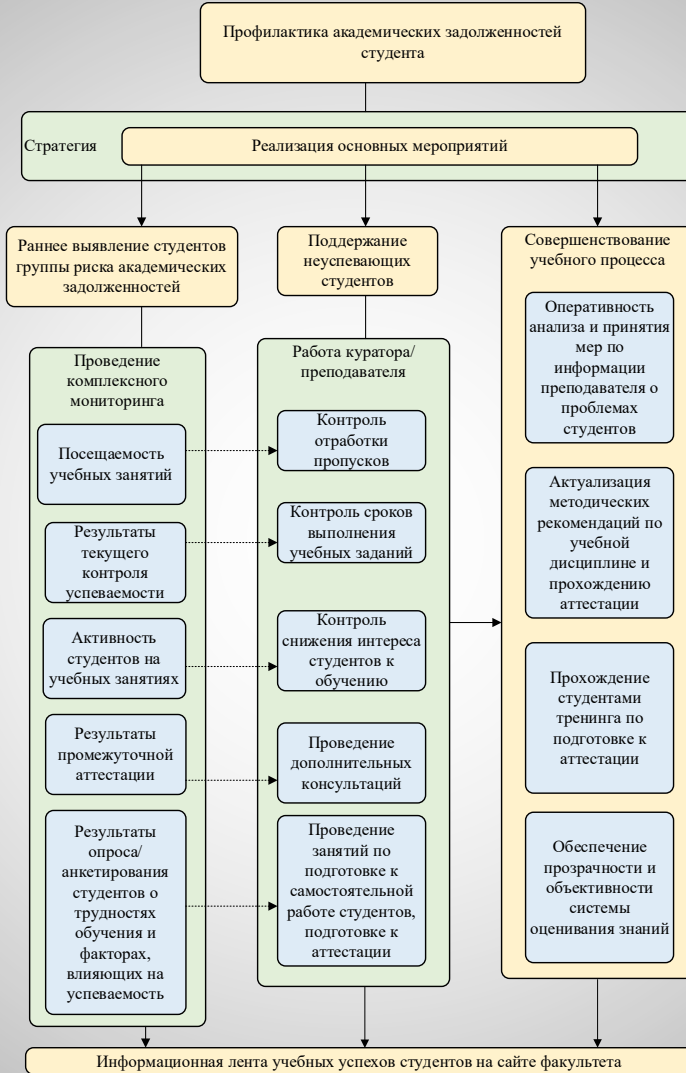 Профилактика академических задолженностей
студента
Стратегия
Реализация основных мероприятий
Раннее выявление студентов
группы риска академических
задолженностей
Проведение
комплексного
мониторинга
Посещаемость
учебных занятий
Результаты
текущего
контроля
успеваемости
Активность
студентов на
учебных занятиях
Результаты
промежуточной
аттестации
Результаты
опроса/
анкетирования
студентов о
трудностях
обучения и
факторах,
влияющих на
успеваемость
Поддержание
неуспевающих
студентов
Работа куратора/
преподавателя
Контроль
отработки
пропусков
Контроль сроков
выполнения
учебных заданий
Контроль
снижения интереса
студентов к
обучению
Проведение
дополнительных
консультаций
Проведение
занятий по
подготовке к
самостоятельной
работе студентов,
подготовке к
аттестации
Совершенствование
учебного процесса
Оперативность
анализа и принятия
мер по
информации
преподавателя о
проблемах
студентов
Актуализация
методических
рекомендаций по
учебной
дисциплине и
прохождению
аттестации
Прохождение
студентами
тренинга по
подготовке к
аттестации
Обеспечение
прозрачности и
объективности
системы
оценивания знаний
Информационная лента учебных успехов студентов на сайте факультета